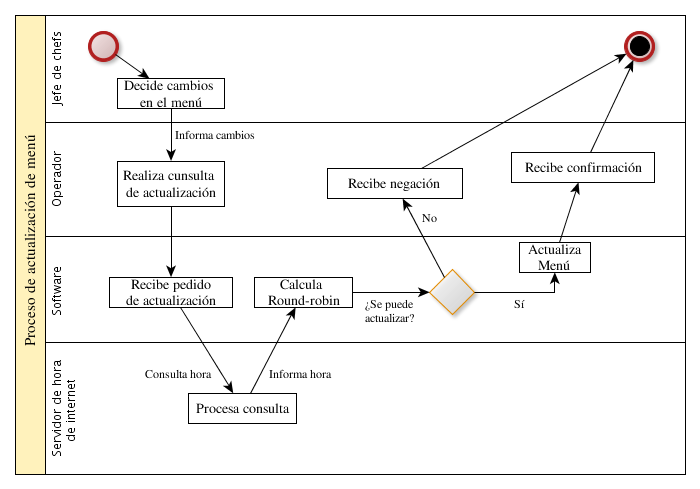 Proceso de actualización de menú
Jefe de chefs
Decide cambios
en el menú
Informa cambios
Operador
Realiza cunsulta
de actualización
Recibe negación
Recibe confirmación
No
Software
Recibe pedido
de actualización
Calcula
Round-robin
¿Se puede
actualizar?
Sí
Actualiza
Menú
Servidor de hora
de internet
Consulta hora
Informa hora
Procesa consulta